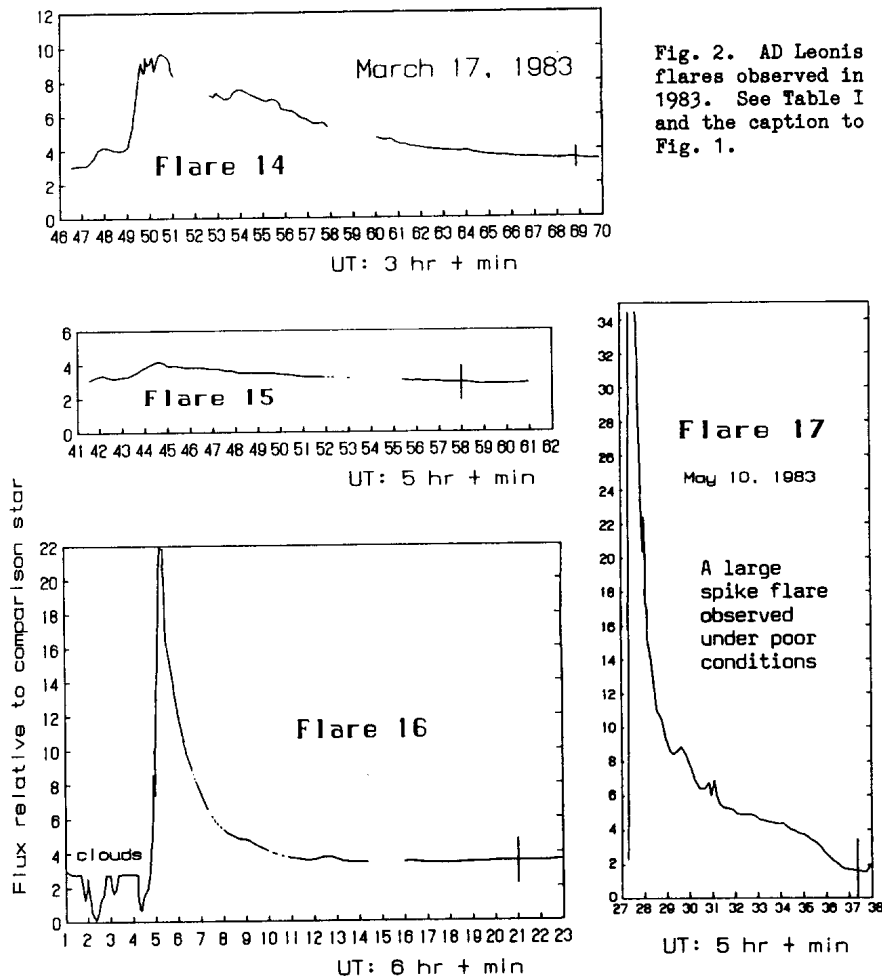 12
10
8
6
4
2
0
March 17, 1983
Flare 14
46 47 48 49 50 51 52 53 54 55 56 57 58 59 60 61 62 63 64 65 66 67 68 69 70
UT: 3 hr + min
Fig. 2. AD Leonis
flares observed in
1983. See Table I
and the caption to
Fig. 1.
6
4
2
0
Flare 15
41 42 43 44 45 46 47 48 49 50 51 52 53 54 55 56 57 58 59 60 61 62
UT: 5 hr + min
Flux relative to comparison star
22
20
18
16
14
12
10
8
6
4
2
0
clouds
Flare 16
1 2 3 4 5 6 7 8 9 10 11 12 13 14 15 16 17 18 19 20 21 22 23
UT: 6 hr + min
34
32
30
28
26
24
22
20
18
16
14
12
10
8
6
4
2
0
Flare 17
May 10, 1983
A large
spike flare
observed
under poor
conditions
27 28 29 30 31 32 33 34 35 36 37 38
UT: 5 hr + min